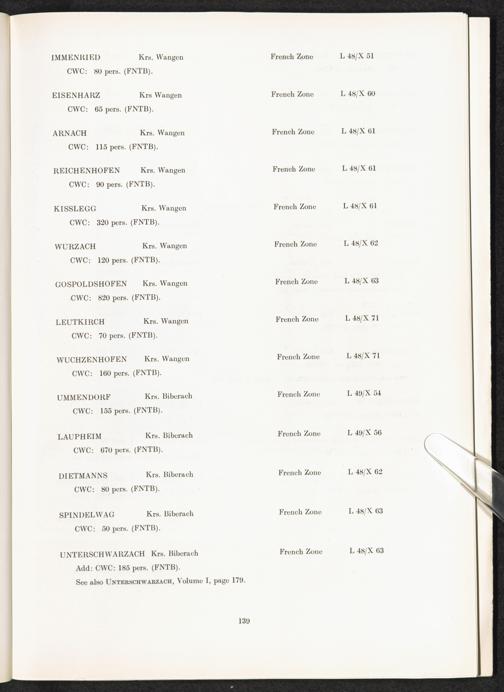 IMMENRIED Krs. Wangen French Zone L 48/X 51
CWC: 80 pers. (FNTB).
EISENHARZ Krs Wangen French Zone L 48/X 60
CWC: 65 pers. (FNTB).
ARNACH Krs. Wangen French Zone L 48/X 61
CWC: 115 pers. (FNTB).
REICHENHOFEN Krs. Wangen French Zone L 48/X 61
CWC: 90 pers. (FNTB).
KISSLEGG Krs. Wangen French Zone L 48/X 61
CWC: 320 pers. (FNTB).
WURZACH Krs. Wangen French Zone L 48/X 62
CWC: 120 pers. (FNTB).
GOSPOLDSHOFEN Krs. Wangen French Zone L 48/X 63
CWC: 820 pers. (FNTB).
LEUTKIRCH Krs. Wangen French Zone L 48/X 71
CWC: 70 pers. (FNTB).
WUCHZENHOFEN Krs. Wangen French Zone L 48/X 71
CWC: 160 pers. (FNTB).
UMMENDORF Krs. Biberach French Zone L 49/X 54
CWC: 155 pers. (FNTB).
LAUPHEIM Krs. Biberach French Zone L 49/X 56
CWC: 670 pers. (FNTB).
DIETMANNS Krs. Biberach French Zone L 48/X 62
CWC: 80 pers. (FNTB).
SPINDELWAG Krs. Biberach French Zone L 48/X 63
CWC: 50 pers. (FNTB).
UNTERSCHWARZACH Krs. Biberach French Zone L 48/X 63
Add: CWC: 185 pers. (FNTB).
See also UNTERSCHWARZACH, Volume I, page 179.
139